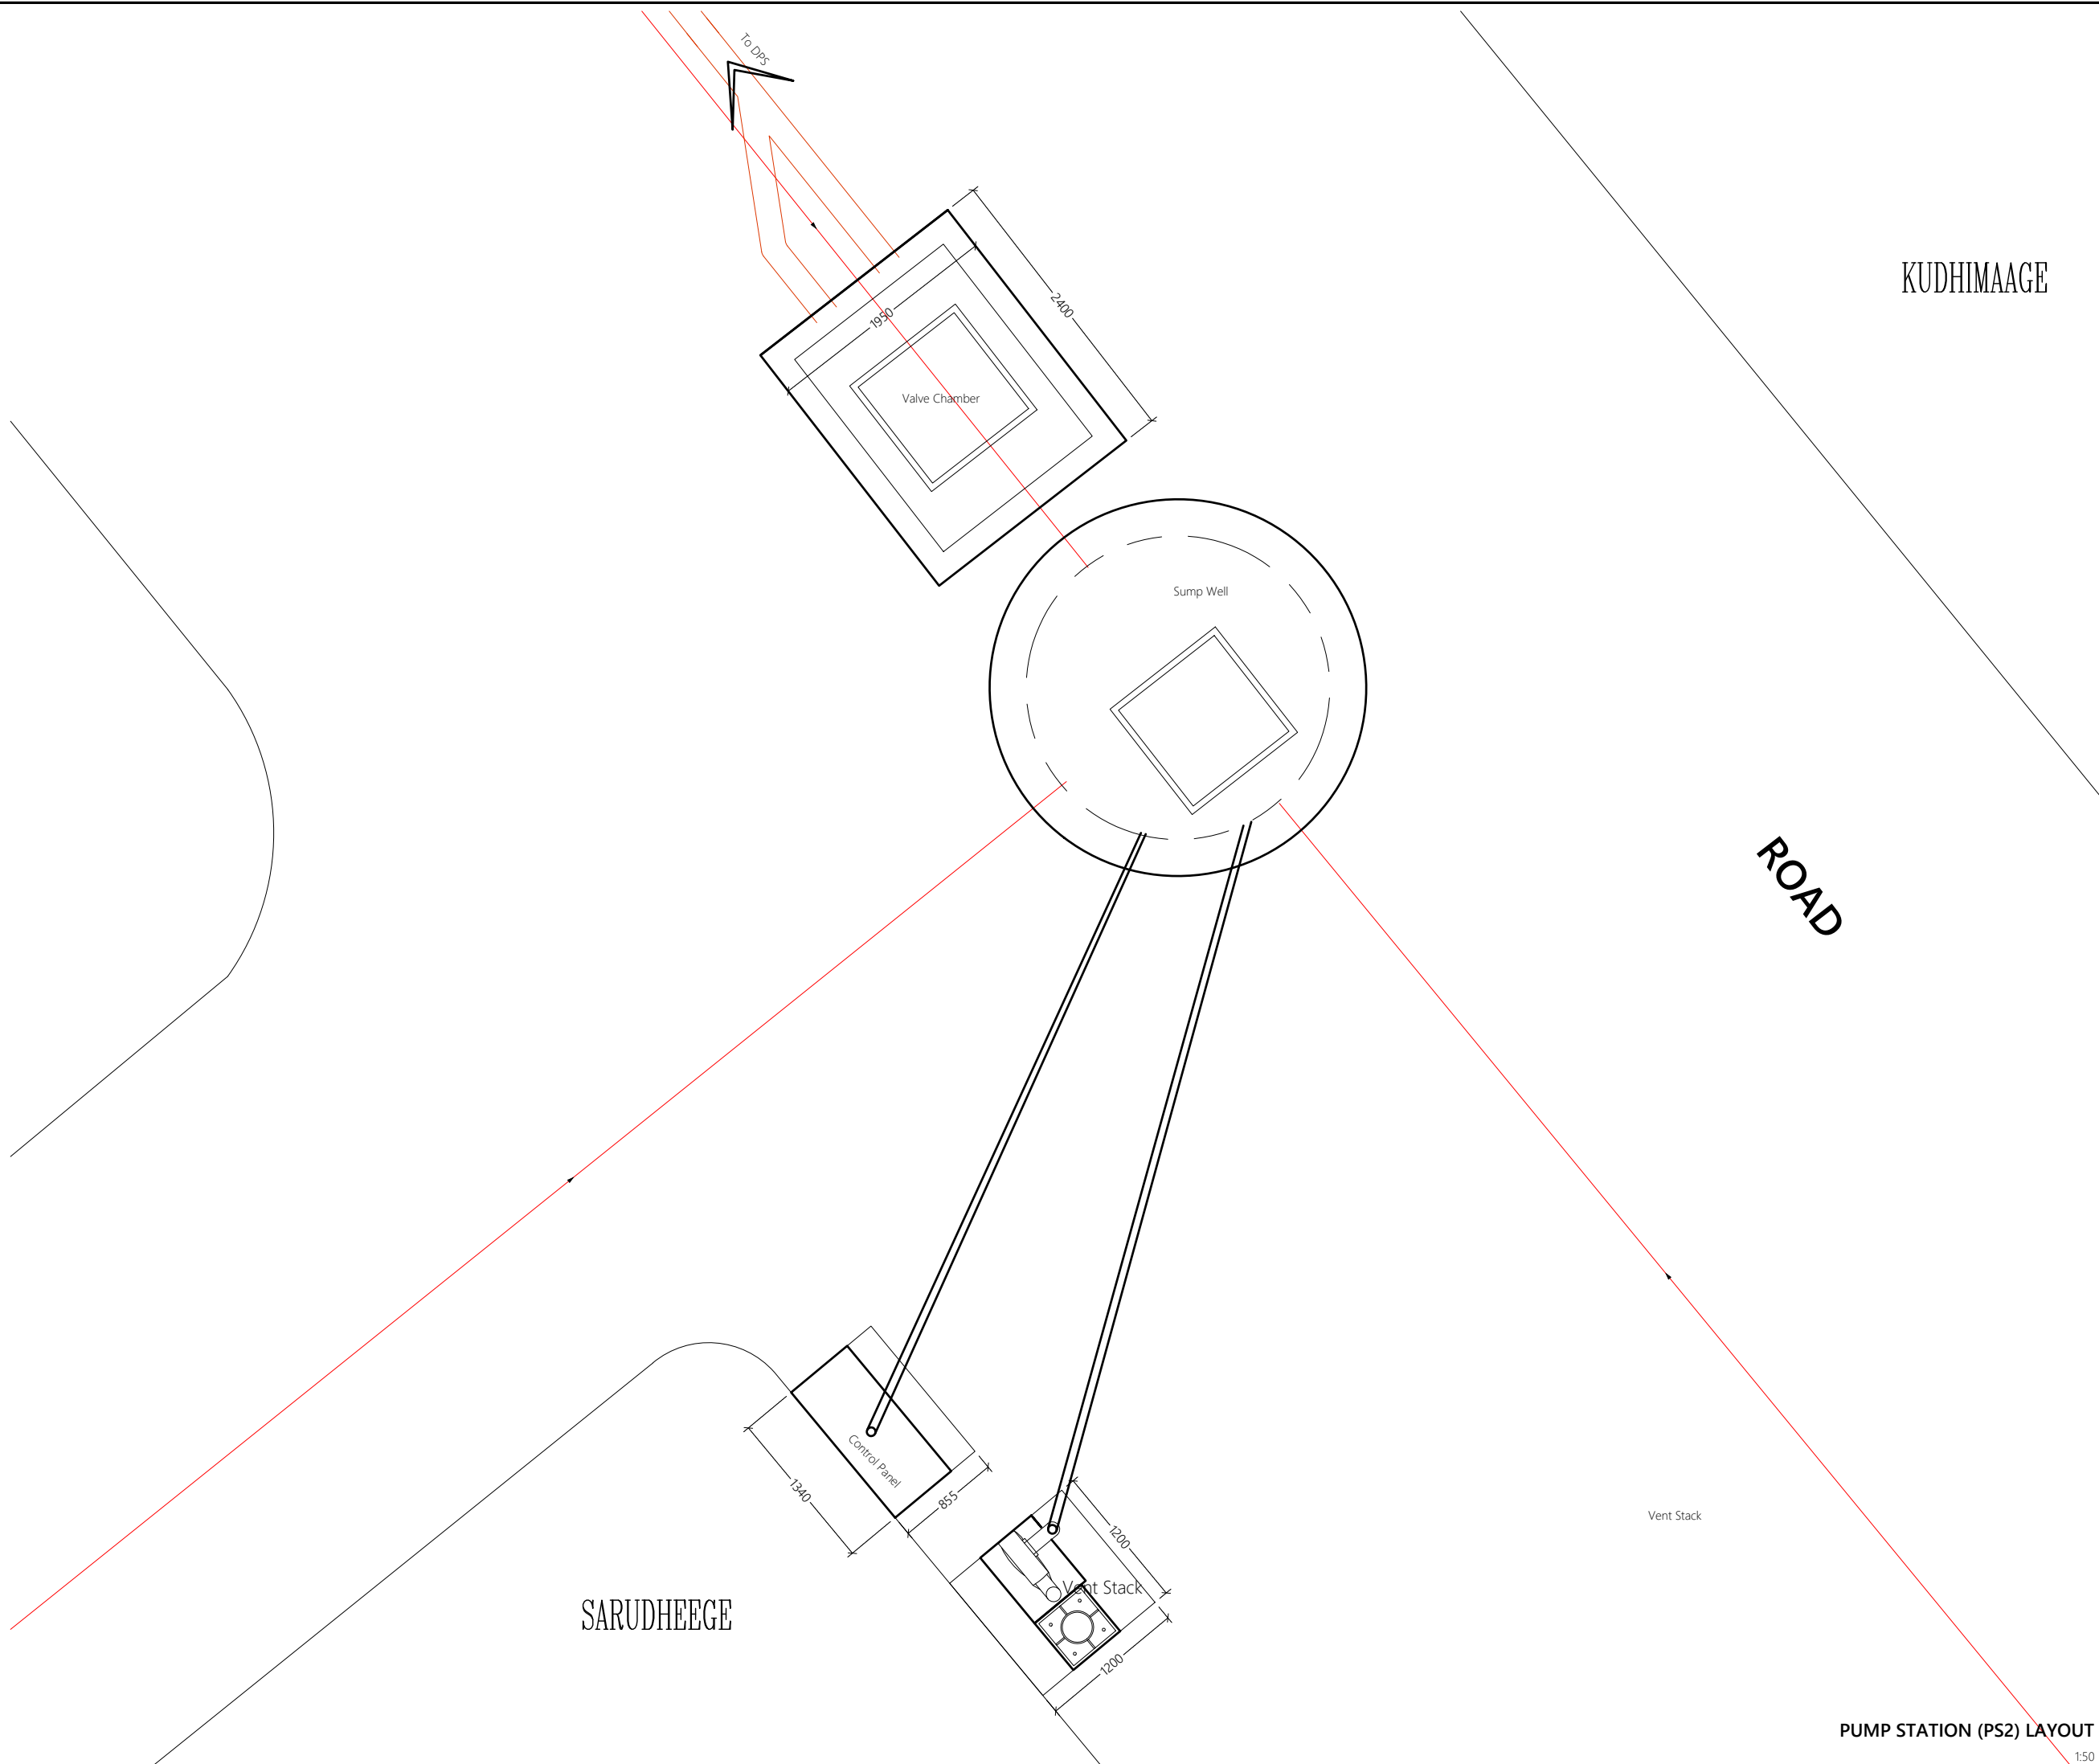 To DPS
KUDHIMAAGE
2400
1950
Valve Chamber
Sump Well
ROAD
Control Panel
1340
855
Vent Stack
1200
Vent Stack
SARUDHEEGE
1200
PUMP STATION (PS2) LAYOUT
1:50